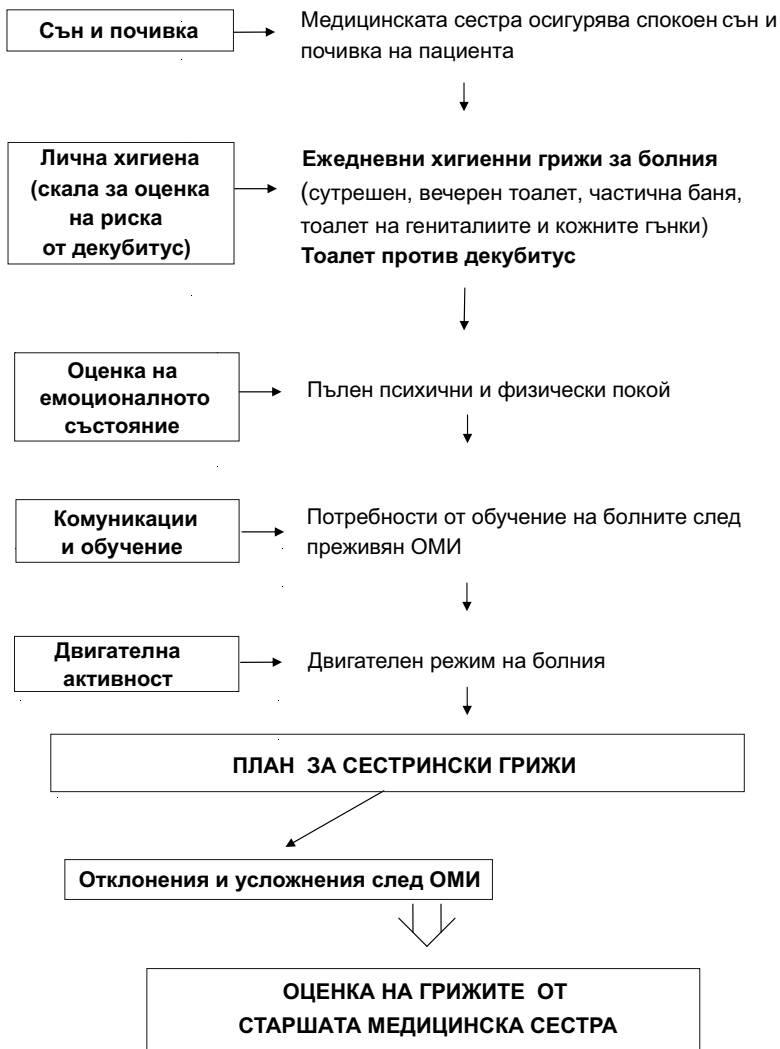 Сън и почивка
Медицинската сестра осигурява спокоен сън и
почивка на пациента
Лична хигиена
(скала за оценка
на риска
от декубитус)
Ежедневни хигиенни грижи за болния
(сутрешен, вечерен тоалет, частична баня,
тоалет на гениталиите и кожните гънки)
Тоалет против декубитус
Оценка на
емоционалното
състояние
Пълен психични и физически покой
Комуникации
и обучение
Потребности от обучение на болните след
преживян ОМИ
Двигателна
активност
Двигателен режим на болния
ПЛАН ЗА СЕСТРИНСКИ ГРИЖИ
Отклонения и усложнения след ОМИ
ОЦЕНКА НА ГРИЖИТЕ ОТ
СТАРШАТА МЕДИЦИНСКА СЕСТРА